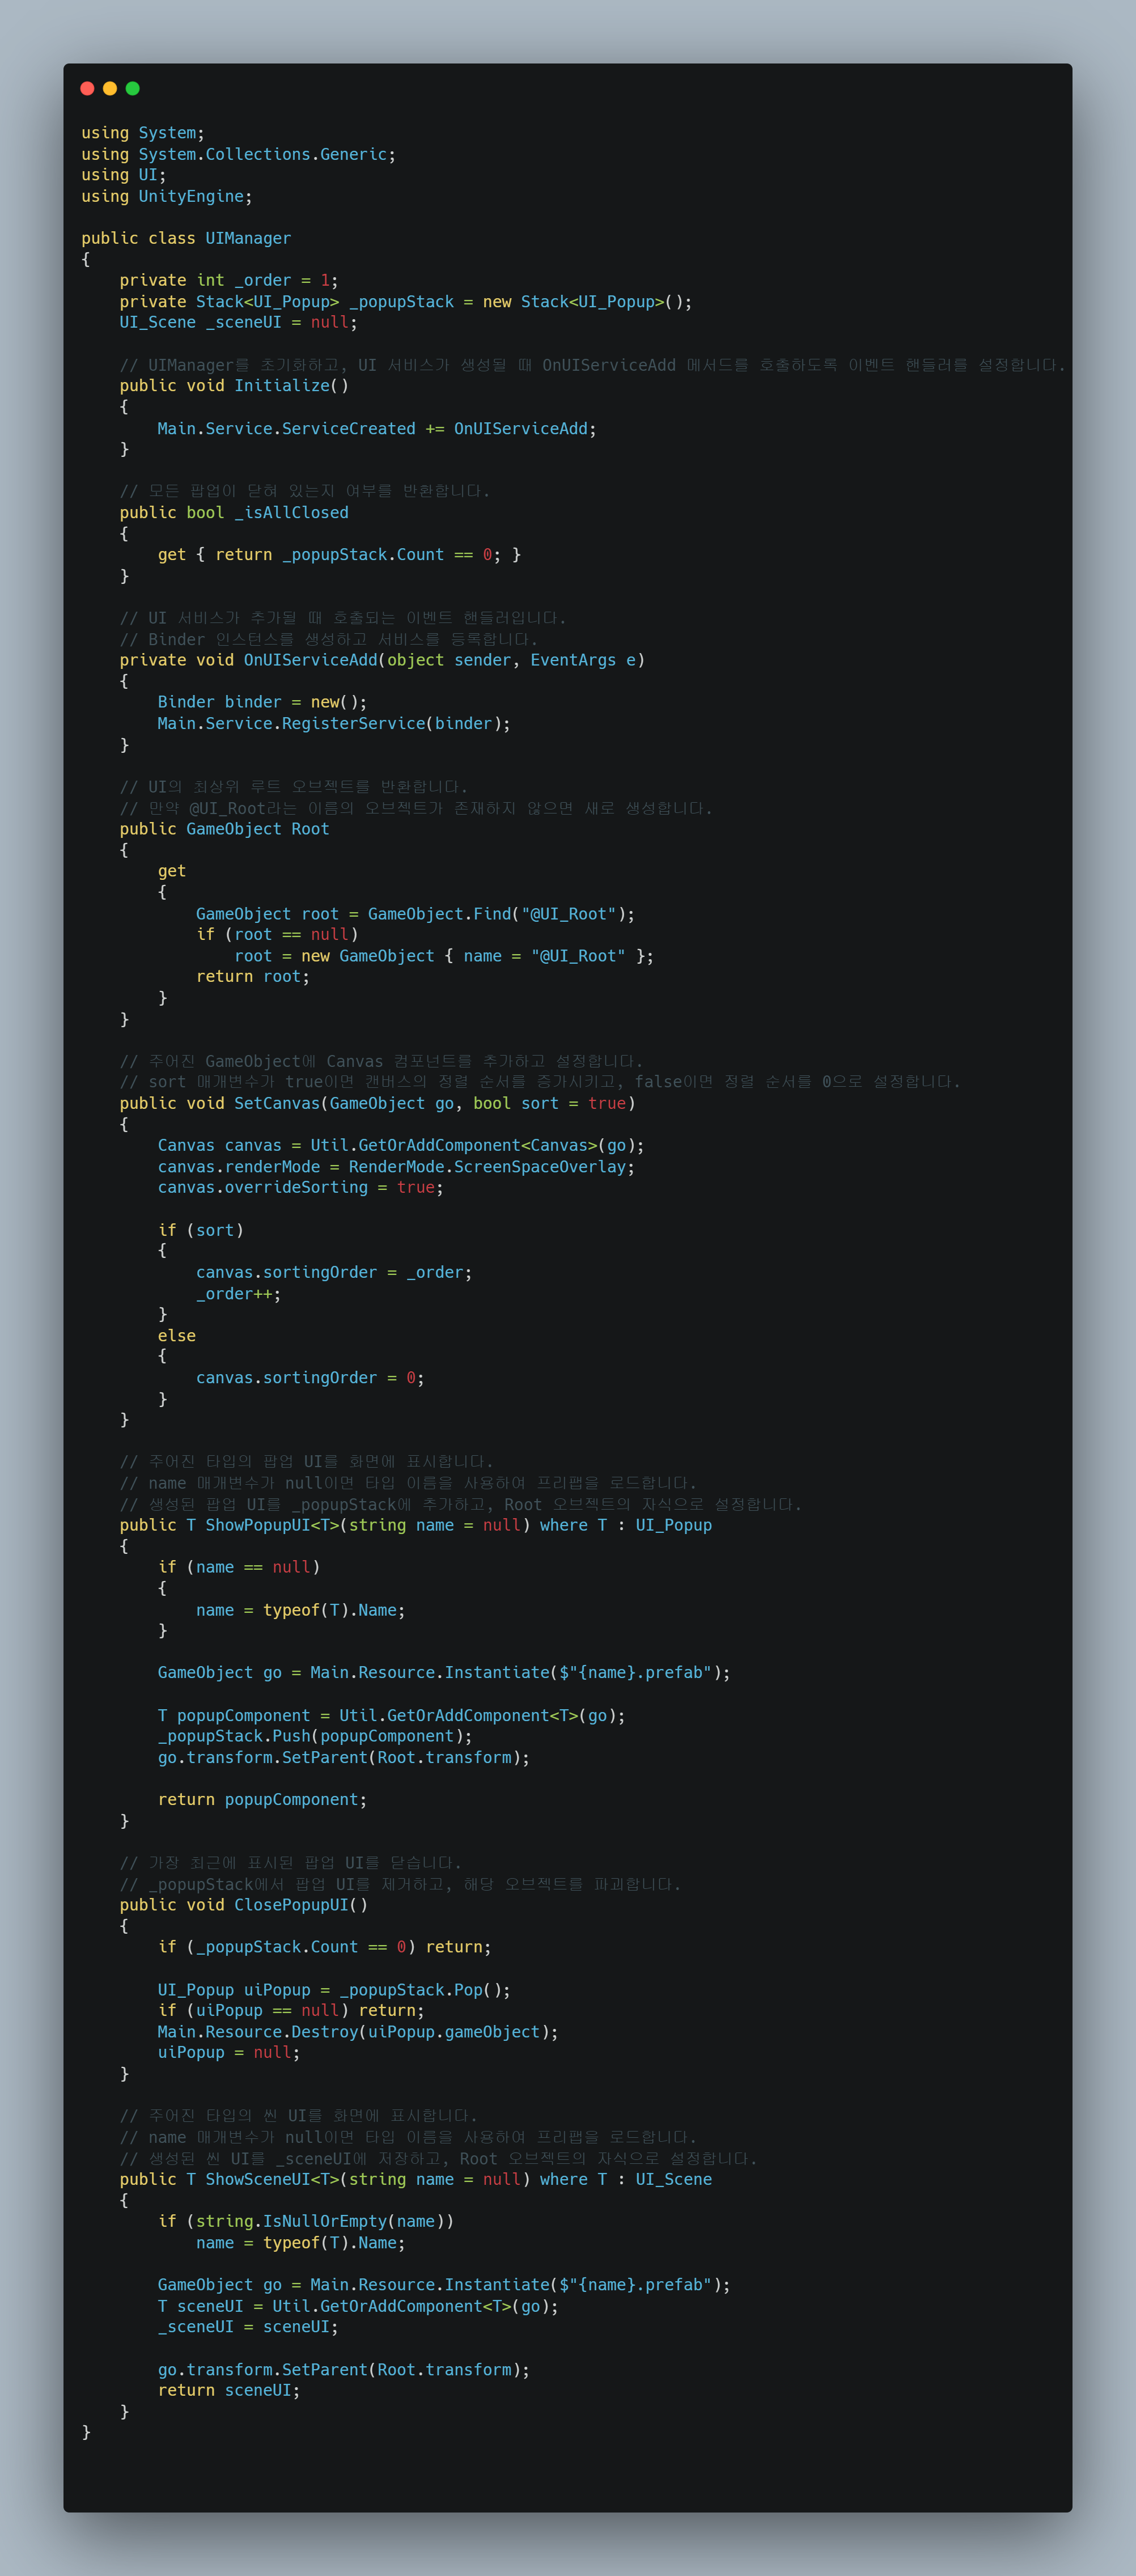 using System;
using System.Collections.Generic;
using UI;
using UnityEngine;

public class UIManager
{
    private int _order = 1;
    private Stack<UI_Popup> _popupStack = new Stack<UI_Popup>();
    UI_Scene _sceneUI = null;

    // UIManager를 초기화하고, UI 서비스가 생성될 때 OnUIServiceAdd 메서드를 호출하도록 이벤트 핸들러를 설정합니다.
    public void Initialize()
    {
        Main.Service.ServiceCreated += OnUIServiceAdd;
    }

    // 모든 팝업이 닫혀 있는지 여부를 반환합니다.
    public bool _isAllClosed
    {
        get { return _popupStack.Count == 0; }
    }

    // UI 서비스가 추가될 때 호출되는 이벤트 핸들러입니다.
    // Binder 인스턴스를 생성하고 서비스를 등록합니다.
    private void OnUIServiceAdd(object sender, EventArgs e)
    {
        Binder binder = new();
        Main.Service.RegisterService(binder);
    }

    // UI의 최상위 루트 오브젝트를 반환합니다.
    // 만약 @UI_Root라는 이름의 오브젝트가 존재하지 않으면 새로 생성합니다.
    public GameObject Root
    {
        get
        {
            GameObject root = GameObject.Find("@UI_Root");
            if (root == null)
                root = new GameObject { name = "@UI_Root" };
            return root;
        }
    }

    // 주어진 GameObject에 Canvas 컴포넌트를 추가하고 설정합니다.
    // sort 매개변수가 true이면 캔버스의 정렬 순서를 증가시키고, false이면 정렬 순서를 0으로 설정합니다.
    public void SetCanvas(GameObject go, bool sort = true)
    {
        Canvas canvas = Util.GetOrAddComponent<Canvas>(go);
        canvas.renderMode = RenderMode.ScreenSpaceOverlay;
        canvas.overrideSorting = true;

        if (sort)
        {
            canvas.sortingOrder = _order;
            _order++;
        }
        else
        {
            canvas.sortingOrder = 0;
        }
    }

    // 주어진 타입의 팝업 UI를 화면에 표시합니다.
    // name 매개변수가 null이면 타입 이름을 사용하여 프리팹을 로드합니다.
    // 생성된 팝업 UI를 _popupStack에 추가하고, Root 오브젝트의 자식으로 설정합니다.
    public T ShowPopupUI<T>(string name = null) where T : UI_Popup
    {
        if (name == null)
        {
            name = typeof(T).Name;
        }

        GameObject go = Main.Resource.Instantiate($"{name}.prefab");

        T popupComponent = Util.GetOrAddComponent<T>(go);
        _popupStack.Push(popupComponent);
        go.transform.SetParent(Root.transform);

        return popupComponent;
    }

    // 가장 최근에 표시된 팝업 UI를 닫습니다.
    // _popupStack에서 팝업 UI를 제거하고, 해당 오브젝트를 파괴합니다.
    public void ClosePopupUI()
    {
        if (_popupStack.Count == 0) return;

        UI_Popup uiPopup = _popupStack.Pop();
        if (uiPopup == null) return;
        Main.Resource.Destroy(uiPopup.gameObject);
        uiPopup = null;
    }

    // 주어진 타입의 씬 UI를 화면에 표시합니다.
    // name 매개변수가 null이면 타입 이름을 사용하여 프리팹을 로드합니다.
    // 생성된 씬 UI를 _sceneUI에 저장하고, Root 오브젝트의 자식으로 설정합니다.
    public T ShowSceneUI<T>(string name = null) where T : UI_Scene
    {
        if (string.IsNullOrEmpty(name))
            name = typeof(T).Name;

        GameObject go = Main.Resource.Instantiate($"{name}.prefab");
        T sceneUI = Util.GetOrAddComponent<T>(go);
        _sceneUI = sceneUI;

        go.transform.SetParent(Root.transform);
        return sceneUI;
    }
}